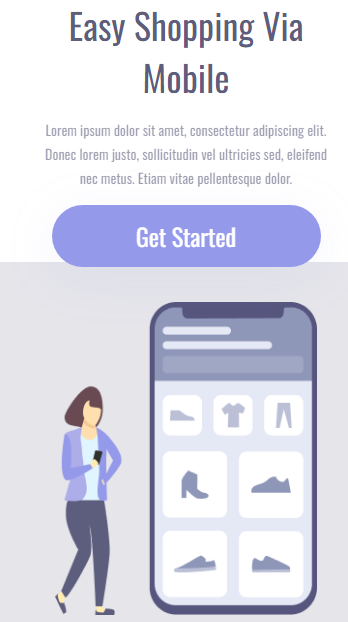 Easy Shopping Via
Mobile
Lorem ipsum dolor sit amet, consectetur adipiscing elit.
Donec lorem justo, sollicitudin vel ultricies sed, eleifend
nec metus. Etiam vitae pellentesque dolor.
Get Started